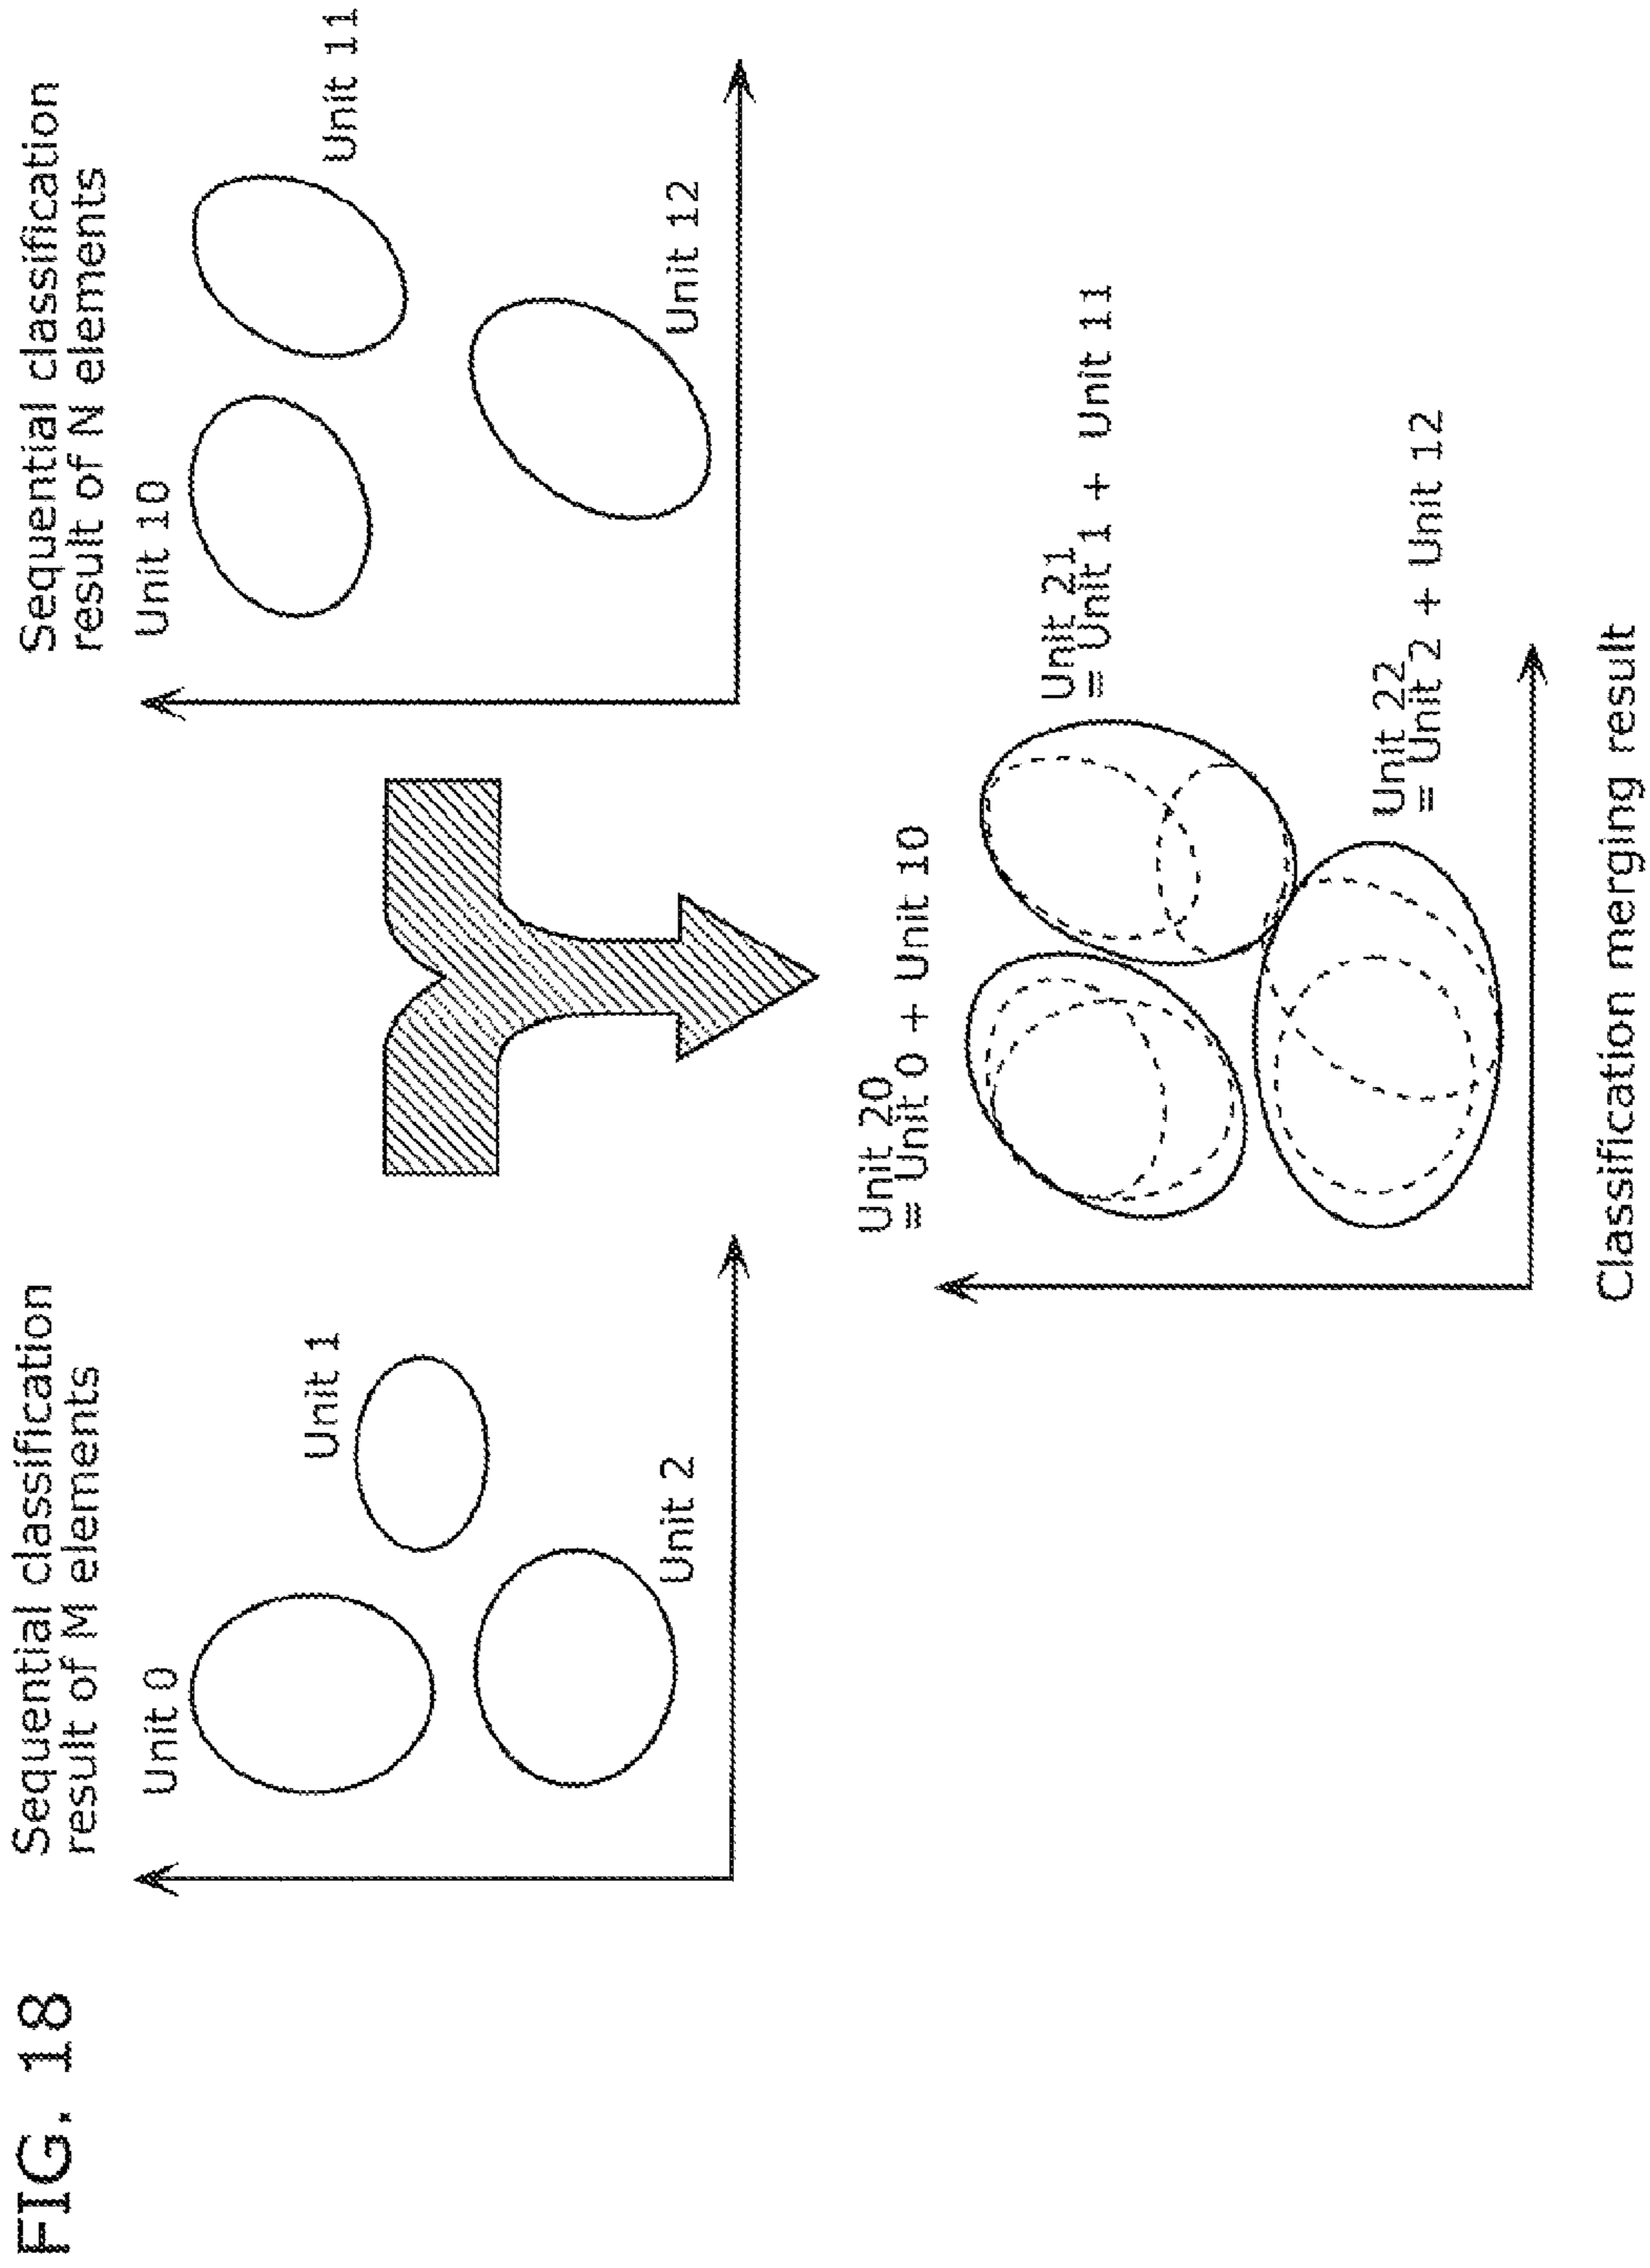 FIG. 18
Sequential classification
result of M elements
Unit 0
Unit 1
Unit 2
Sequential classification
result of N elements
Unit 10
Unit 11
Unit 12
Unit 20
= Unit 0 + Unit 10
Unit 21
= Unit 1 + Unit 11
Unit 22
= Unit 2 + Unit 12
Classification merging result